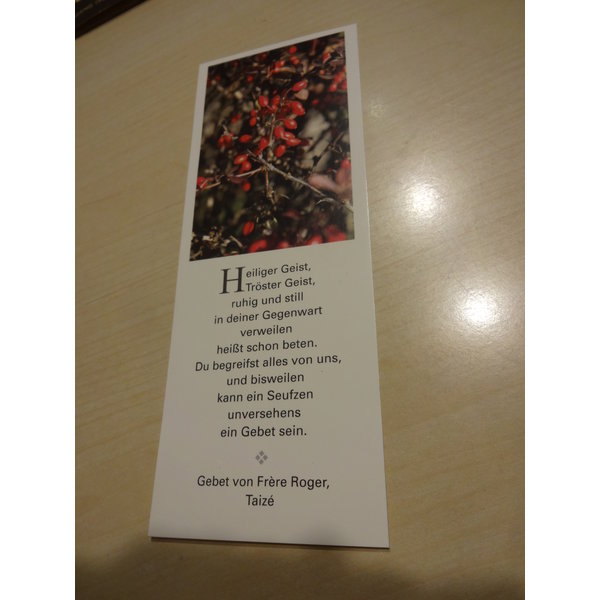 Heiliger Geist,
Tröster Geist,
ruhig und still
in deiner Gegenwart
verweilen
heißt schon beten.
Du begreifst alles von uns,
und bisweilen
kann ein Seufzen
unversehens
ein Gebet sein.
Gebet von Frère Roger,
Taizé